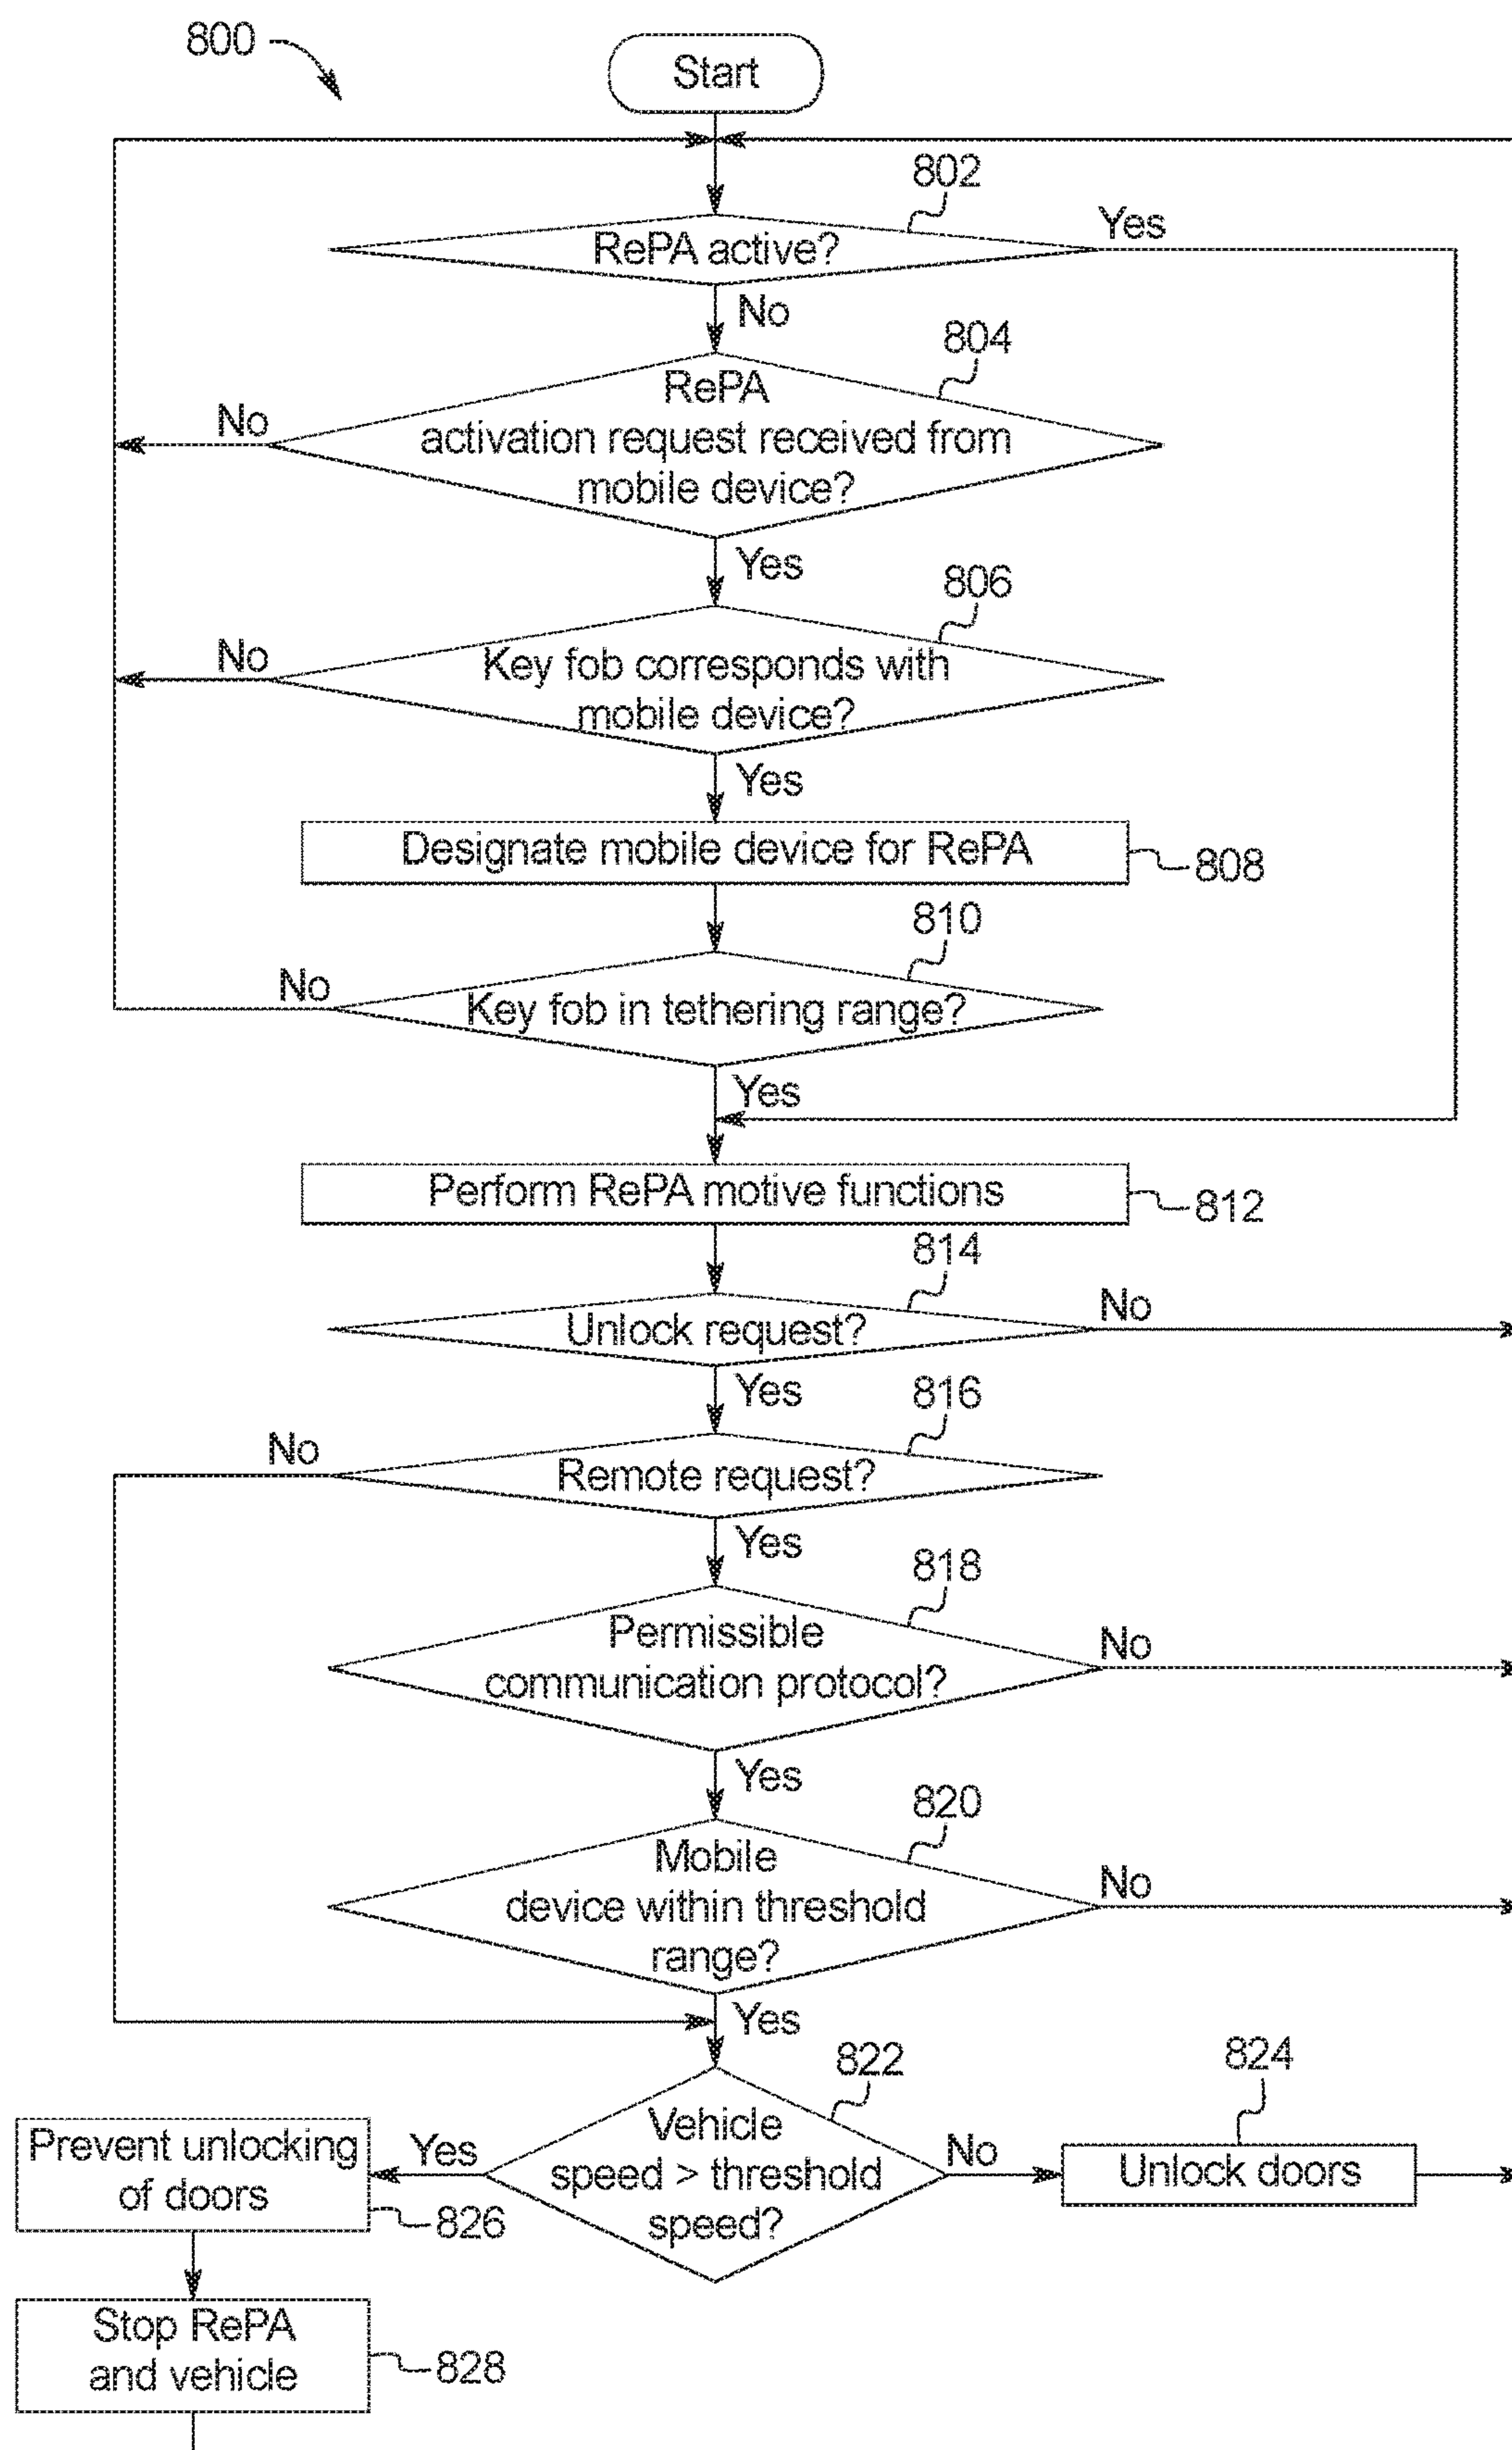 800
Start
802
RePA active?
Yes
No
804
RePA
activation request received from
mobile device?
No
Yes
806
Key fob corresponds with
mobile device?
No
Yes
Designate mobile device for RePA
808
810
Key fob in tethering range?
No
Yes
Perform RePA motive functions
812
814
Unlock request?
No
Yes
816
Remote request?
No
Yes
818
Permissible
communication protocol?
No
Yes
820
Mobile
device within threshold
range?
No
Yes
822
Vehicle
speed > threshold
speed?
Yes
No
824
Unlock doors
Prevent unlocking
of doors
826
Stop RePA
and vehicle
828